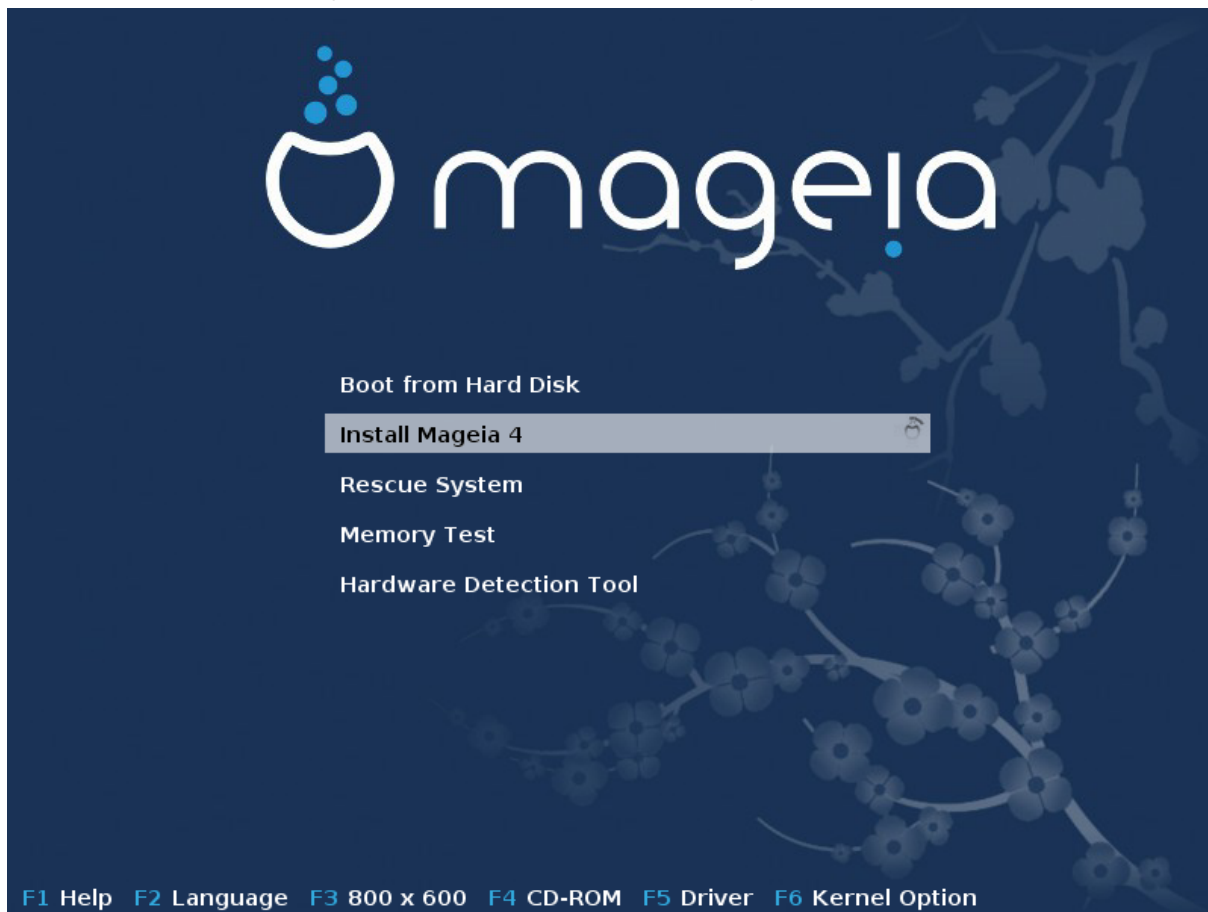 mageia
Boot from Hard Disk
Install Mageia 4
Rescue System
Memory Test
Hardware Detection Tool
F1 Help F2 Language F3 800 x 600 F4 CD-ROM F5 Driver F6 Kernel Option